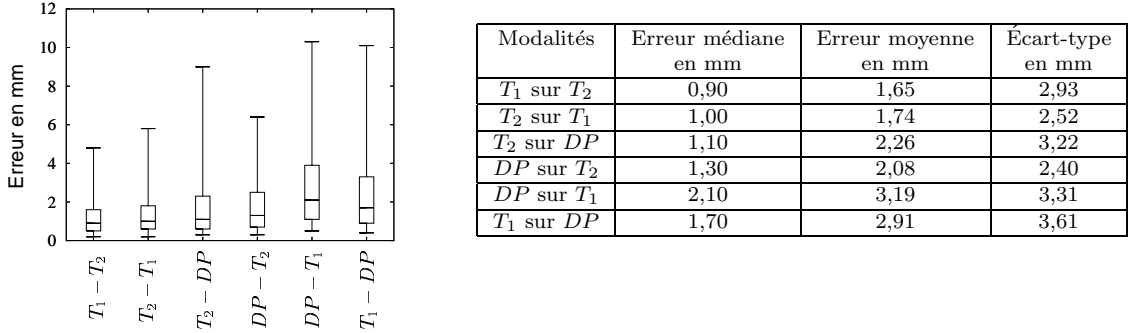 12
10
8
6
4
2
0
Erreur en mm
T₁ − T₂
T₂ − T₁
T₂ − DP
DP − T₂
DP − T₁
T₁ − DP
Modalités Erreur médiane en mm Erreur moyenne en mm Écart-type en mm
T₁ sur T₂ 0,90 1,65 2,93
T₂ sur T₁ 1,00 1,74 2,52
T₂ sur DP 1,10 2,26 3,22
DP sur T₂ 1,30 2,08 2,40
DP sur T₁ 2,10 3,19 3,31
T₁ sur DP 1,70 2,91 3,61